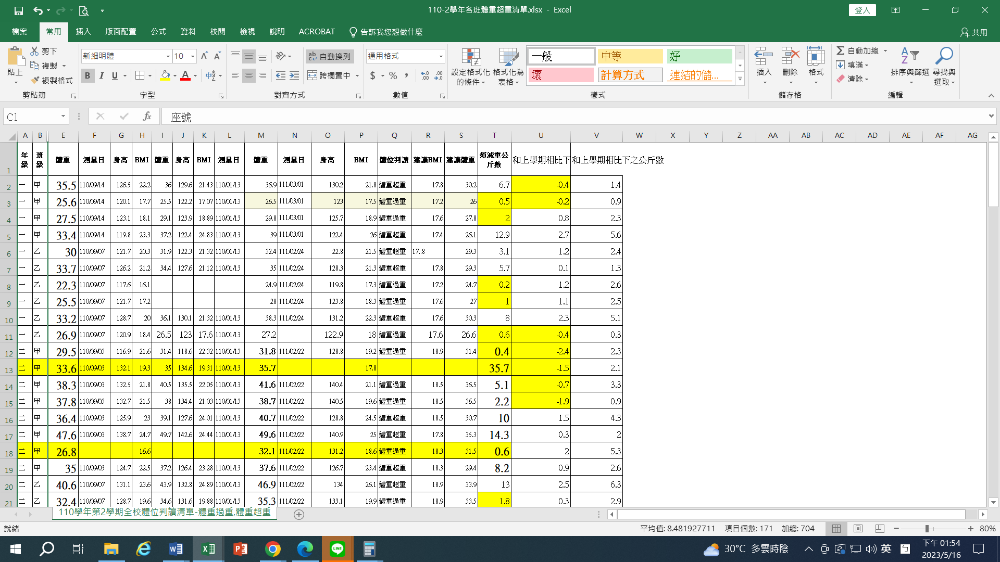 110-2學年各班體重超重清單.xlsx - Excel
登入
檔案 常用 插入 版面配置 公式 資料 校閱 檢視 說明 ACROBAT 告訴我您想做什麼 共用
貼上 剪下 複製 複製格式 剪貼簿
新細明體 10 B I U 字型
自動換列 跨欄置中 對齊方式
通用格式 $ % 數值
設定格式化的條件 格式化為表格 一般 中等 好 壞 計算方式 連結的儲... 樣式
插入 刪除 格式 儲存格
自動加總 填滿 清除 排序與篩選 尋找與選取 編輯
C1 fx 座號
A B E F G H I J K L M N O P Q R S T U V W X Y Z AA AB AC AD AE AF AG
1 年級 班級 體重 測量日 身高 BMI 體重 身高 BMI 測量日 體重 測量日 身高 BMI 體位判讀 建議BMI 建議體重 須減重公斤數 和上學期相比下 和上學期相比下之公斤數
2 一 甲 35.5 110/09/14 126.5 22.2 36 129.6 21.43 110/01/13 36.9 111/03/01 130.2 21.8 體重超重 17.8 30.2 6.7 -0.4 1.4
3 一 甲 25.6 110/09/14 120.1 17.7 25.5 122.2 17.07 110/01/13 26.5 111/03/01 123 17.5 體重過重 17.2 26 0.5 -0.2 0.9
4 一 甲 27.5 110/09/14 123.1 18.1 29.1 123.9 18.89 110/01/13 29.8 111/03/01 125.7 18.9 體重過重 17.6 27.8 2 0.8 2.3
5 一 甲 33.4 110/09/14 119.8 23.3 37.2 122.4 24.83 110/01/13 39 111/03/01 122.4 26 體重超重 17.4 26.1 12.9 2.7 5.6
6 一 乙 30 110/09/07 121.7 20.3 31.9 122.3 21.32 110/01/13 32.4 111/02/24 22.8 21.5 體重超重 17..8 29.3 3.1 1.2 2.4
7 一 乙 33.7 110/09/07 126.2 21.2 34.4 127.6 21.12 110/01/13 35 111/02/24 128.3 21.3 體重超重 17.8 29.3 5.7 0.1 1.3
8 一 乙 22.3 110/09/07 117.6 16.1 24.9 111/02/24 119.8 17.3 體重過重 17.2 24.7 0.2 1.2 2.6
9 一 乙 25.5 110/09/07 121.7 17.2 28 111/02/24 123.8 18.3 體重過重 17.6 27 1 1.1 2.5
10 一 乙 33.2 110/09/07 128.7 20 36.1 130.1 21.32 110/01/13 38.3 111/02/24 131.2 22.3 體重超重 17.6 30.3 8 2.3 5.1
11 一 乙 26.9 110/09/07 120.9 18.4 26.5 123 17.6 110/01/13 27.2 122.9 18 體重過重 17.6 26.6 0.6 -0.4 0.3
12 二 甲 29.5 110/09/03 116.9 21.6 31.4 118.6 22.32 110/01/13 31.8 111/02/22 128.8 19.2 體重過重 18.9 31.4 0.4 -2.4 2.3
13 二 甲 33.6 110/09/03 132.1 19.3 35 134.6 19.31 110/01/13 35.7 17.8 35.7 -1.5 2.1
14 二 甲 38.3 110/09/03 132.5 21.8 40.5 135.5 22.05 110/01/13 41.6 111/02/22 140.4 21.1 體重過重 18.5 36.5 5.1 -0.7 3.3
15 二 甲 37.8 110/09/03 132.7 21.5 38 134.4 21.03 110/01/13 38.7 111/02/22 140.5 19.6 體重過重 18.5 36.5 2.2 -1.9 0.9
16 二 甲 36.4 110/09/03 125.9 23 39.1 127.6 24.01 110/01/13 40.7 111/02/22 128.8 24.5 體重超重 18.5 30.7 10 1.5 4.3
17 二 甲 47.6 110/09/03 138.7 24.7 49.7 142.6 24.44 110/01/13 49.6 111/02/22 140.9 25 體重超重 17.8 35.3 14.3 0.3 2
18 二 甲 26.8 16.6 32.1 111/02/22 131.2 18.6 體重過重 18.3 31.5 0.6 2 5.3
19 二 甲 35 110/09/03 124.7 22.5 37.2 126.4 23.28 110/01/13 37.6 111/02/22 126.7 23.4 體重超重 18.3 29.4 8.2 0.9 2.6
20 二 乙 40.6 110/09/07 131.1 23.6 43.9 132.8 24.89 110/01/13 46.9 111/02/22 134 26.1 體重超重 18.9 33.9 13 2.5 6.3
21 二 乙 32.4 110/09/07 128.7 19.6 34.6 131.6 19.88 110/01/13 35.3 111/02/22 133.1 19.9 體重過重 18.9 33.5 1.8 0.3 2.9
110學年第2學期全校體位判讀清單-體重過重,體重超重
就緒 平均值: 8.481927711 項目個數: 171 加總: 704 80%
30°C 多雲時陰 英 下午 01:54
2023/5/16